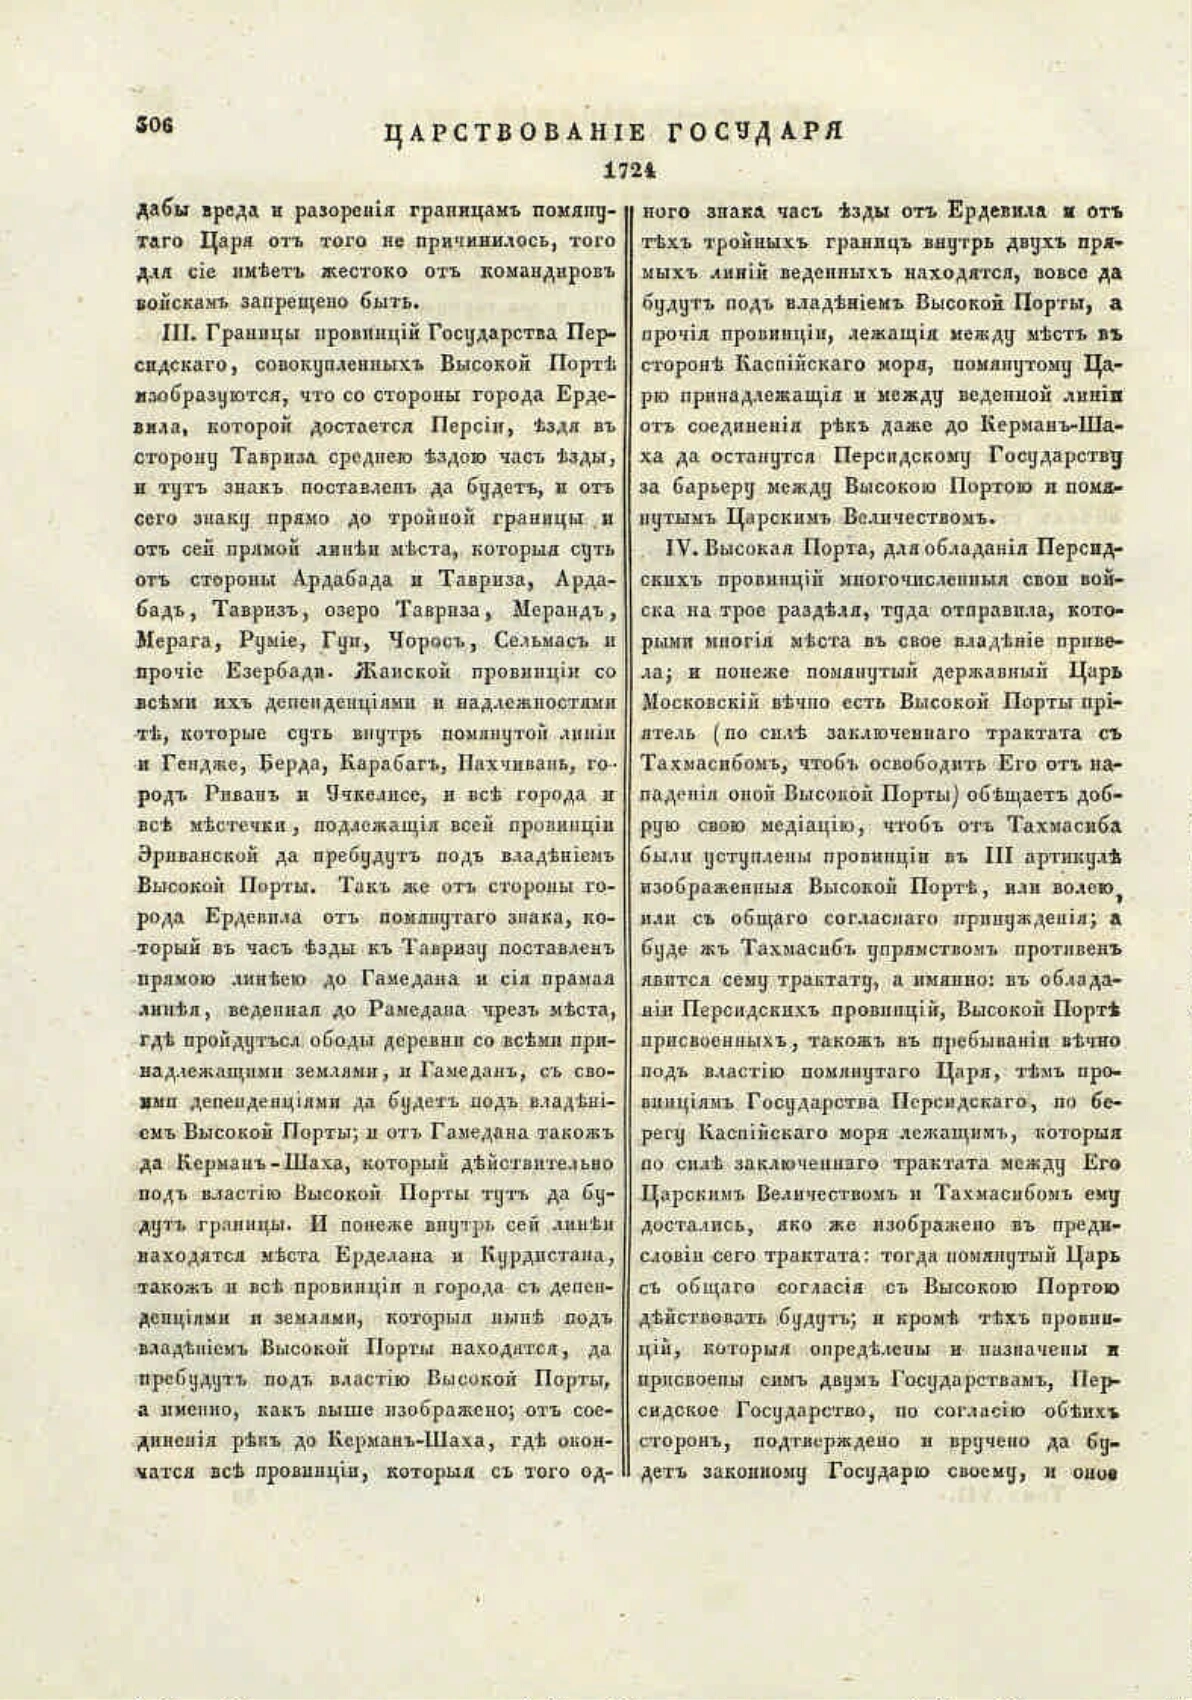 306
ЦАРСТВОВАНІЕ ГОСУДАРЯ
1724
дабы вреда и разоренія границамъ помяну-
таго Царя отъ того не причинилось, того
для сіе имѣетъ жестоко отъ командировъ
войскамъ запрещено быть.
III. Границы провинцій Государства Пер-
сидскаго, совокупленныхъ Высокой Портѣ
изобразуются, что со стороны города Ерде-
вила, которой достается Персіи, ѣздя въ
сторону Тавриза среднею ѣздою часъ ѣзды,
и тутъ знакъ поставленъ да будетъ, и отъ
сего знаку прямо до тройной границы и
отъ сей прямой линѣи мѣста, которыя суть
отъ стороны Ардабада и Тавриза, Арда-
бадъ, Тавризъ, озеро Тавриза, Мерандъ,
Мерага, Руміе, Гуи, Чоросъ, Сельмасъ и
прочіе Езербади. Жанской провинціи со
всѣми ихъ депенденціями и надлежностями
тѣ, которые суть внутрь помянутой линіи
и Гендже, Берда, Карабагъ, Нахчивань, го-
родъ Риванъ и Учкелисе, и всѣ города и
всѣ мѣстечки, подлежащія всей провинціи
Эриванской да пребудутъ подъ владѣніемъ
Высокой Порты. Такъ же отъ стороны го-
рода Ердевила отъ помянутаго знака, ко-
торый въ часъ ѣзды къ Тавризу поставленъ
прямою линѣею до Гамедана и сія прамая
линѣя, веденная до Рамедана чрезъ мѣста,
гдѣ пройдутъсл ободы деревни со всѣми при-
надлежащими землями, и Гамеданъ, съ сво-
ими депенденціями да будетъ подъ владѣні-
емъ Высокой Порты; и отъ Гамедана такожъ
да Керманъ-Шаха, который дѣйствительно
подъ властію Высокой Порты тутъ да бу-
дутъ границы. И понеже внутрь сей линѣи
находятся мѣста Ерделана и Курдистана,
такожъ и всѣ провинціи и города съ депен-
денціями и землями, которыя нынѣ подъ
владѣніемъ Высокой Порты находятся, да
пребудутъ подъ властію Высокой Порты,
а именно, какъ выше изображено; отъ сое-
диненія рѣкъ до Керманъ-Шаха, гдѣ окон-
чатся всѣ провинціи, которыя съ того од-
ного знака часъ ѣзды отъ Ердевила и отъ
тѣхъ тройныхъ границъ внутрь двухъ пря-
мыхъ линій веденныхъ находятся, вовсе да
будутъ подъ владѣніемъ Высокой Порты, а
прочія провинціи, лежащія между мѣстъ въ
сторонѣ Каспійскаго моря, помянутому Ца-
рю принадлежащія и между веденной линіи
отъ соединенія рѣкъ даже до Керманъ-Ша-
ха да останутся Персидскому Государству
за барьеру между Высокою Портою и помя-
нутымъ Царскимъ Величествомъ.
IV. Высокая Порта, для обладанія Персид-
скихъ провинцій многочисленныя свои вой-
ска на трое раздѣля, туда отправила, кото-
рыми многія мѣста въ свое владѣніе приве-
ла; и понеже помянутый державный Царь
Московскій вѣчно есть Высокой Порты прі-
ятель (по силѣ заключеннаго трактата съ
Тахмасибомъ, чтобъ освободить Его отъ на-
паденія оной Высокой Порты) обѣщаетъ доб-
рую свою медіацію, чтобъ отъ Тахмасиба
были уступлены провинціи въ III артикулѣ
изображенныя Высокой Портѣ, или волею,
или съ общаго согласнаго принужденія; а
буде жъ Тахмасибъ упрямствомъ противенъ
явится сему трактату, а имянно: въ облада-
ніи Персидскихъ провинцій, Высокой Портѣ
присвоенныхъ, такожъ въ пребываніи вѣчно
подъ властію помянутаго Царя, тѣмъ про-
винціямъ Государства Персидскаго, по бе-
регу Каспійскаго моря лежащимъ, которыя
по силѣ заключеннаго трактата между Его
Царскимъ Величествомъ и Тахмасибомъ ему
достались, яко же изображено въ преди-
словіи сего трактата: тогда помянутый Царь
съ общаго согласія съ Высокою Портою
дѣйствовать будутъ; и кромѣ тѣхъ провин-
цій, которыя опредѣлены и назначены и
присвоены симъ двумъ Государствамъ, Пер-
сидское Государство, по согласію обѣихъ
сторонъ, подтверждено и вручено да бу-
детъ законному Государю своему, и оное